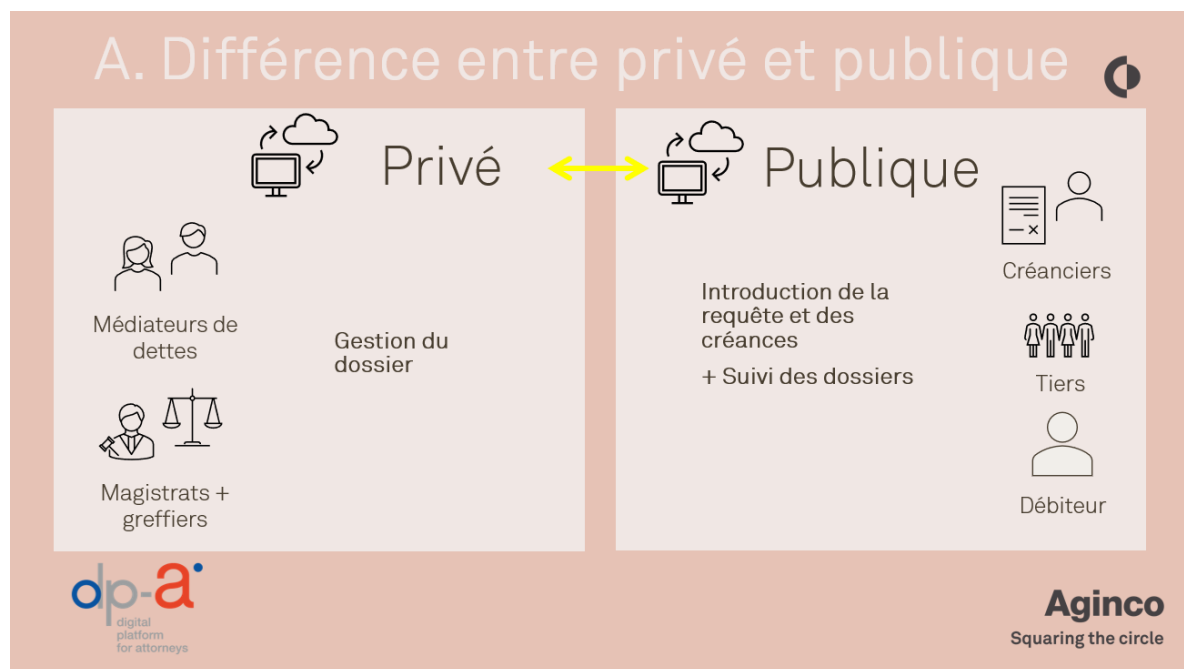 A. Différence entre privé et publique
Privé
Médiateurs de
dettes
Gestion du
dossier
Magistrats +
greffiers
Publique
Introduction de la
requête et des
créances
+ Suivi des dossiers
Créanciers
Tiers
Débiteur
dp-a
digital
platform
for attorneys
Aginco
Squaring the circle